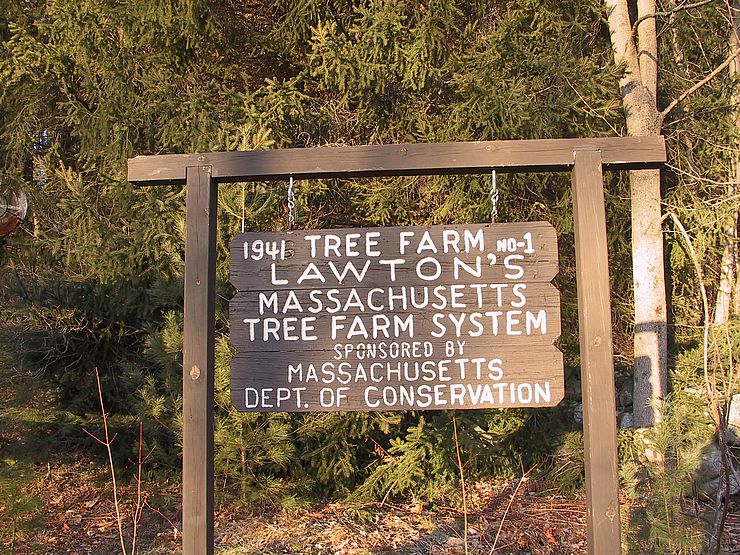 1941 TREE FARM NO-1
LAWTON'S
MASSACHUSETTS
TREE FARM SYSTEM
SPONSORED BY
MASSACHUSETTS
DEPT. OF CONSERVATION